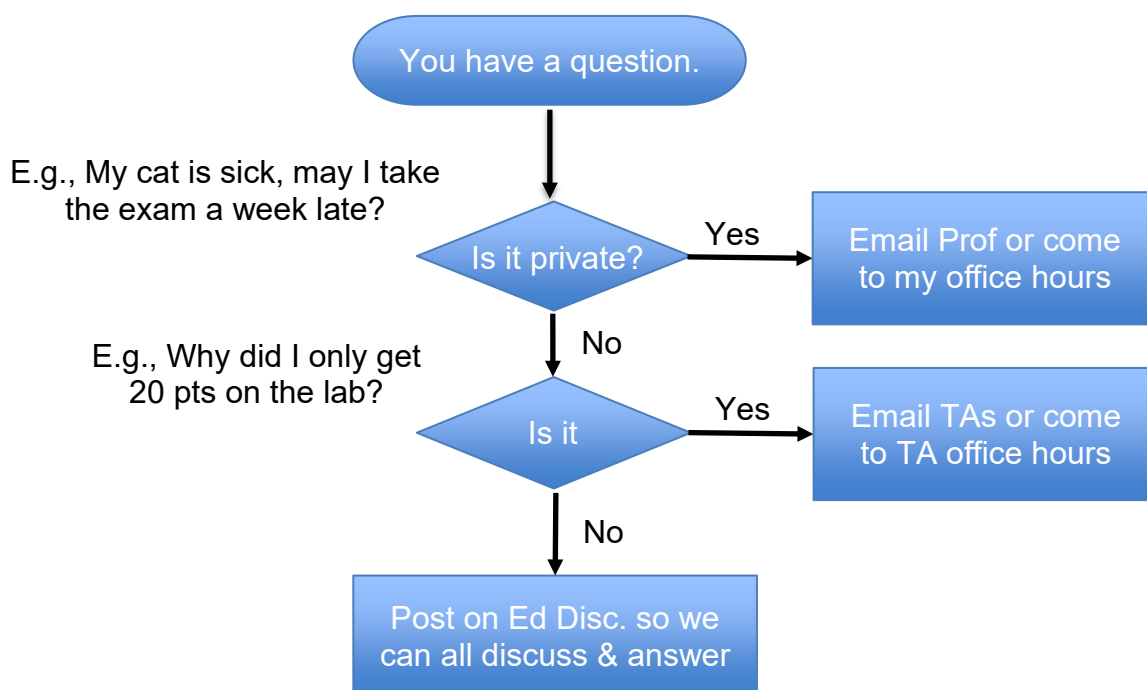 You have a question.
E.g., My cat is sick, may I take
the exam a week late?
Is it private?
Yes
Email Prof or come
to my office hours
No
E.g., Why did I only get
20 pts on the lab?
Is it
Yes
Email TAs or come
to TA office hours
No
Post on Ed Disc. so we
can all discuss & answer